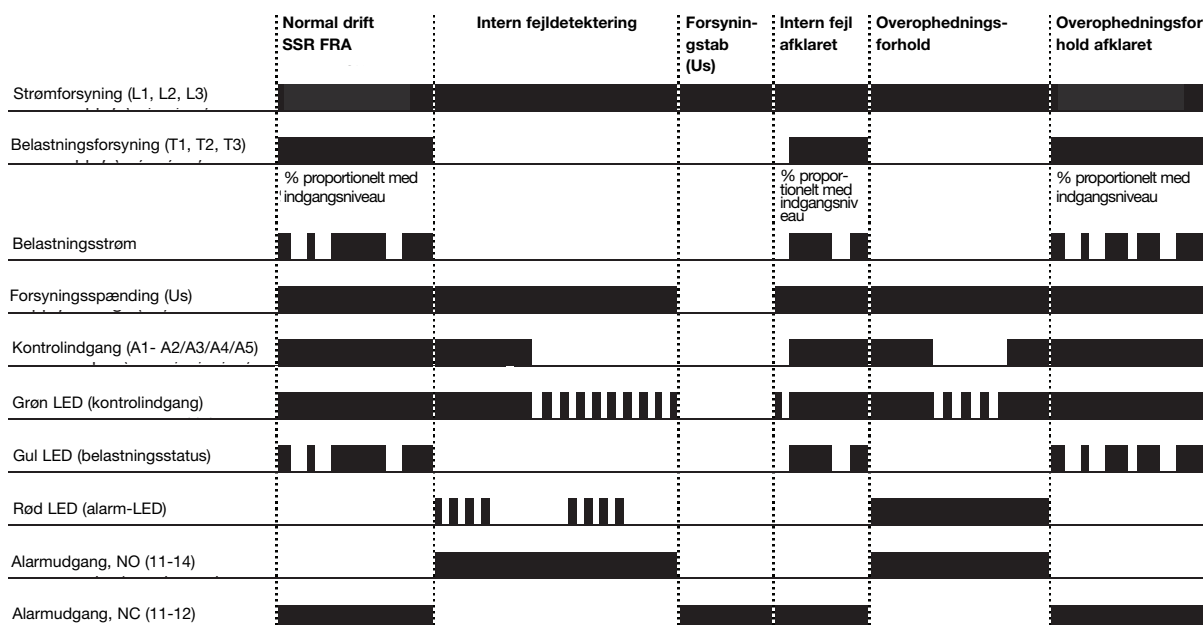 Normal drift
SSR FRA
Intern fejldetektering
Forsynin-
gstab
(Us)
Intern fejl
afklaret
Overophednings-
forhold
Overophedningsfor
hold afklaret
Strømforsyning (L1, L2, L3)
Belastningsforsyning (T1, T2, T3)
% proportionelt med
indgangsniveau
% propor-
tionelt med
indgangsniv
eau
% proportionelt med
indgangsniveau
Belastningsstrøm
Forsyningsspænding (Us)
Kontrolindgang (A1- A2/A3/A4/A5)
Grøn LED (kontrolindgang)
Gul LED (belastningsstatus)
Rød LED (alarm-LED)
Alarmudgang, NO (11-14)
Alarmudgang, NC (11-12)